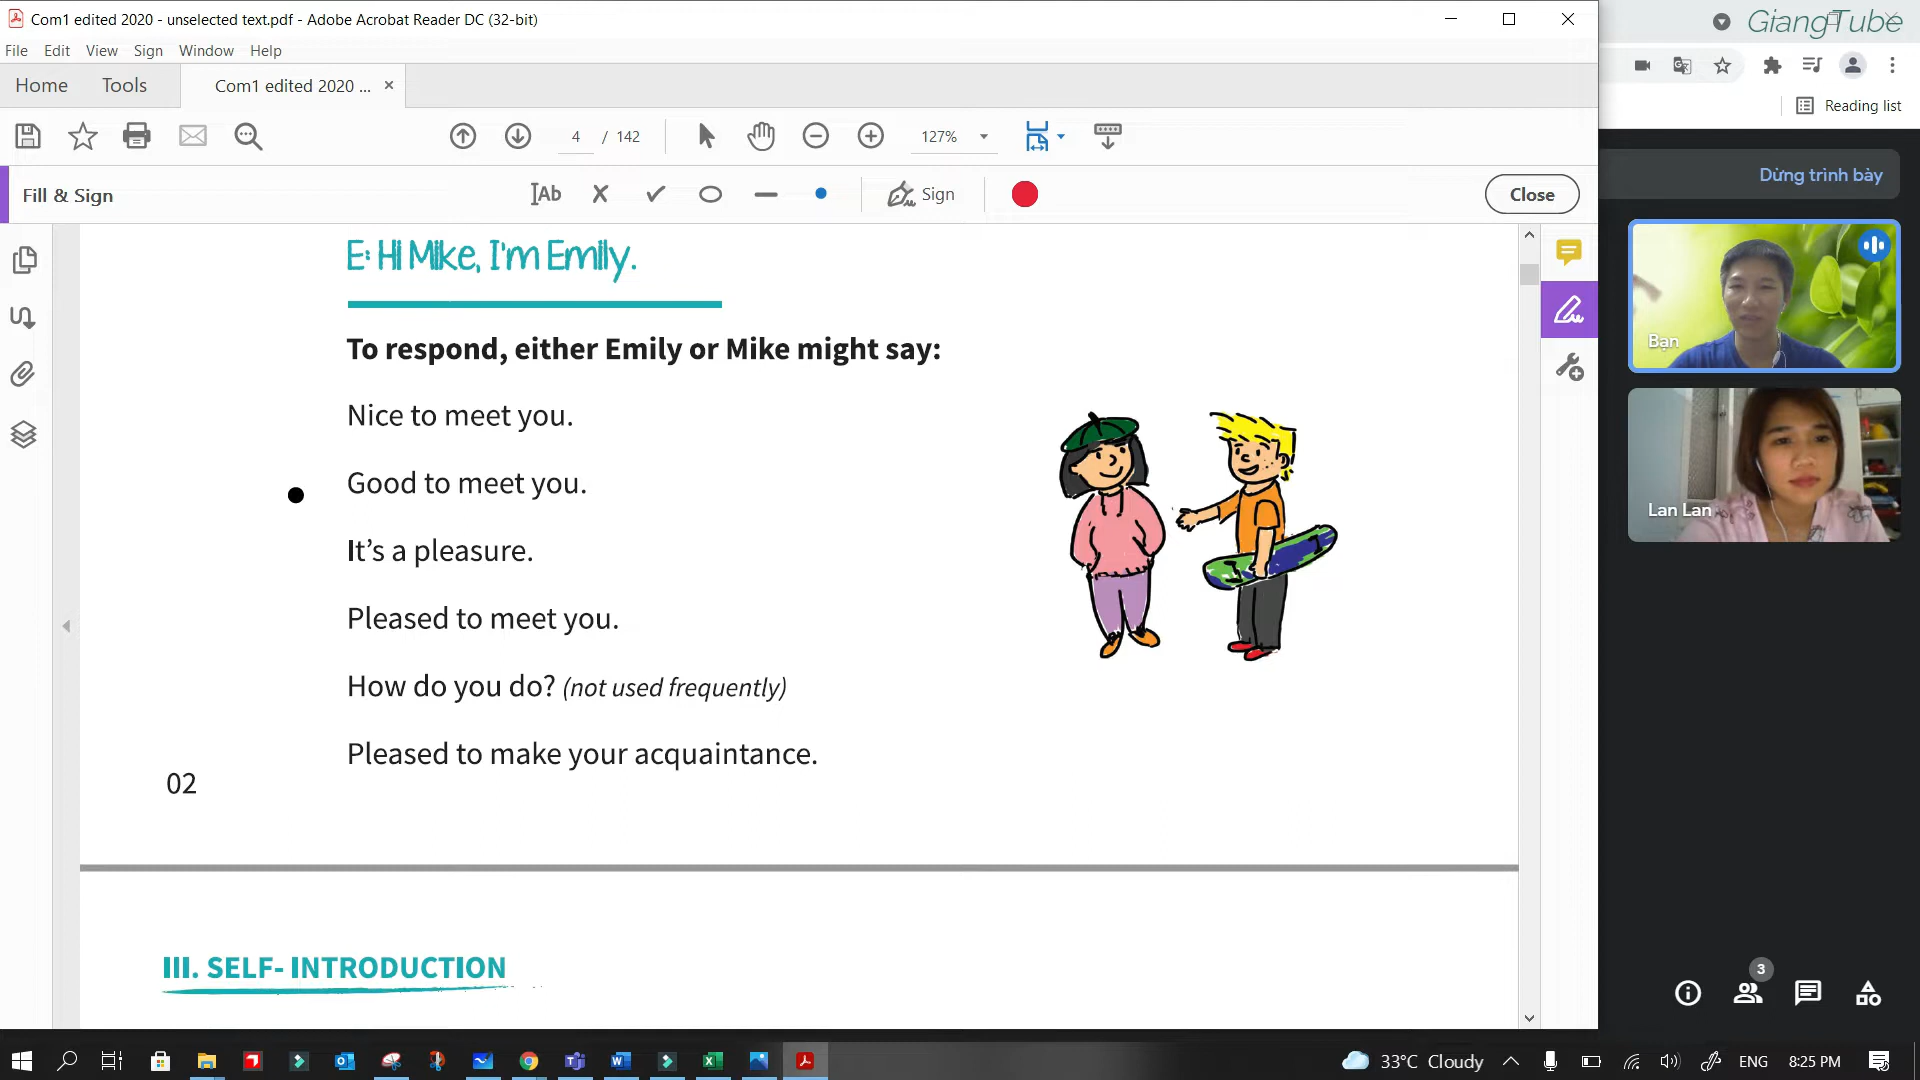 Com1 edited 2020 - unselected text.pdf - Adobe Acrobat Reader DC (32-bit)
GiangTube
File Edit View Sign Window Help
Home Tools Com1 edited 2020 ...
4 / 142 127%
Reading list
Fill & Sign
Ab
Sign
Close
Dừng trình bày
E: Hi Mike, I'm Emily.
To respond, either Emily or Mike might say:
Nice to meet you.
Good to meet you.
It's a pleasure.
Pleased to meet you.
How do you do? (not used frequently)
Pleased to make your acquaintance.
02
III. SELF- INTRODUCTION
Bạn
Lan Lan
3
33°C Cloudy
ENG
8:25 PM